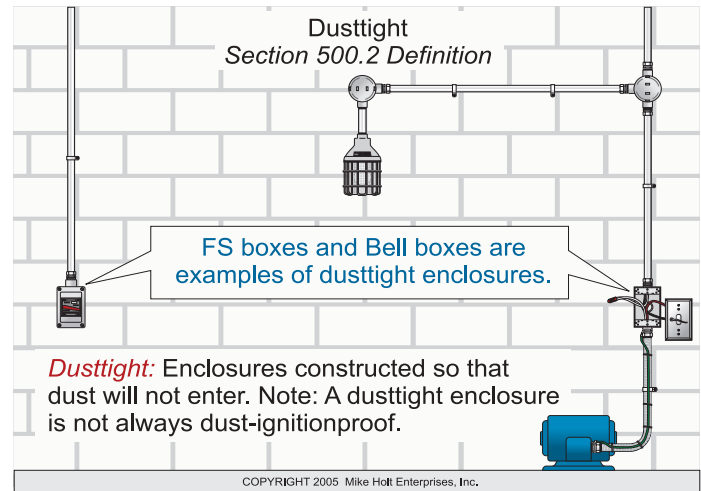 Dusttight
Section 500.2 Definition
FS boxes and Bell boxes are
examples of dusttight enclosures.
Dusttight: Enclosures constructed so that
dust will not enter. Note: A dusttight enclosure
is not always dust-ignitionproof.
COPYRIGHT 2005 Mike Holt Enterprises, Inc.